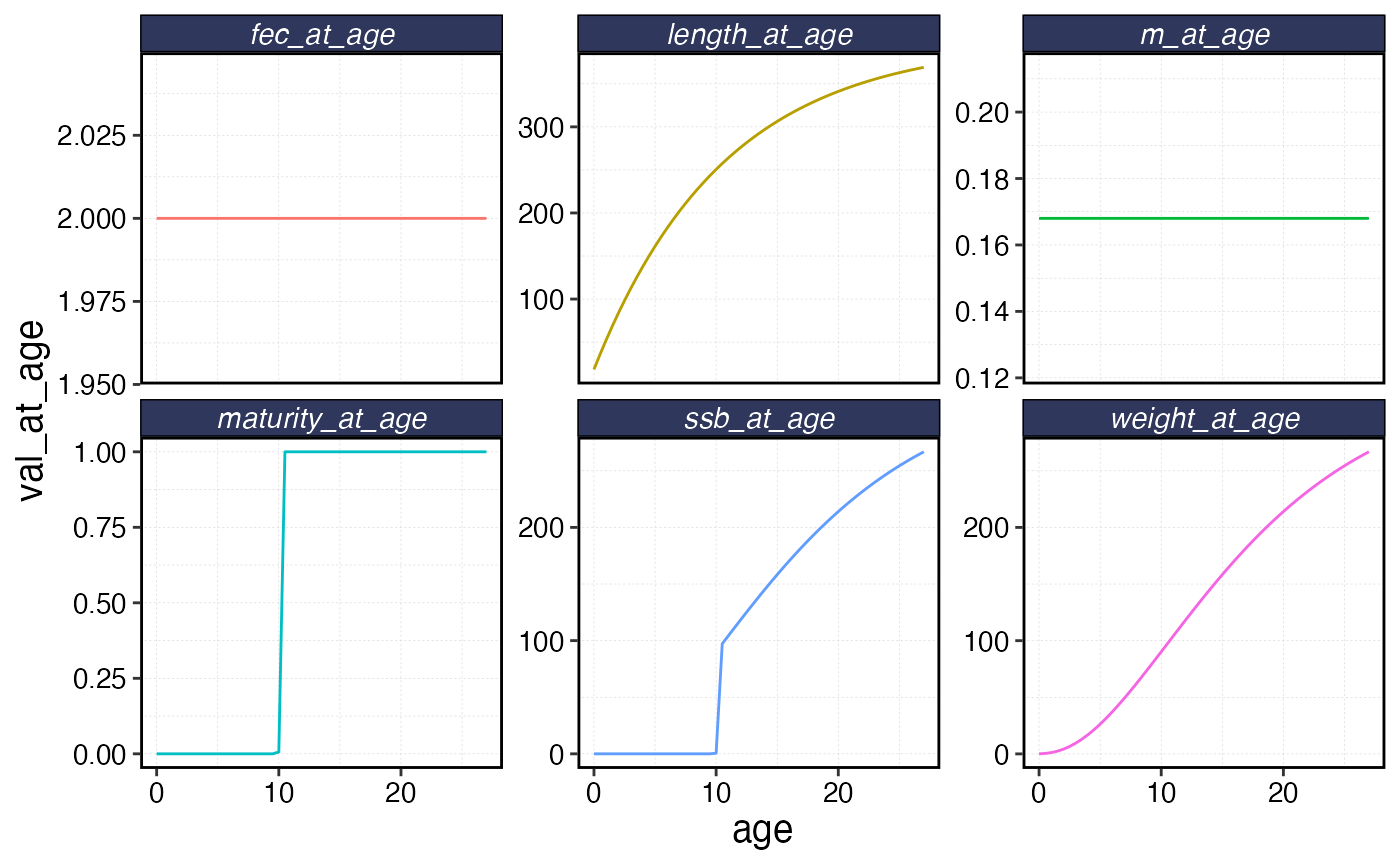 fec_at_age
length_at_age
m_at_age
2.025
2.000
1.975
1.950
300
200
100
0.20
0.18
0.16
0.14
0.12
val_at_age
maturity_at_age
ssb_at_age
weight_at_age
1.00
0.75
0.50
0.25
0.00
200
100
0
200
100
0
0 10 20
0 10 20
0 10 20
age